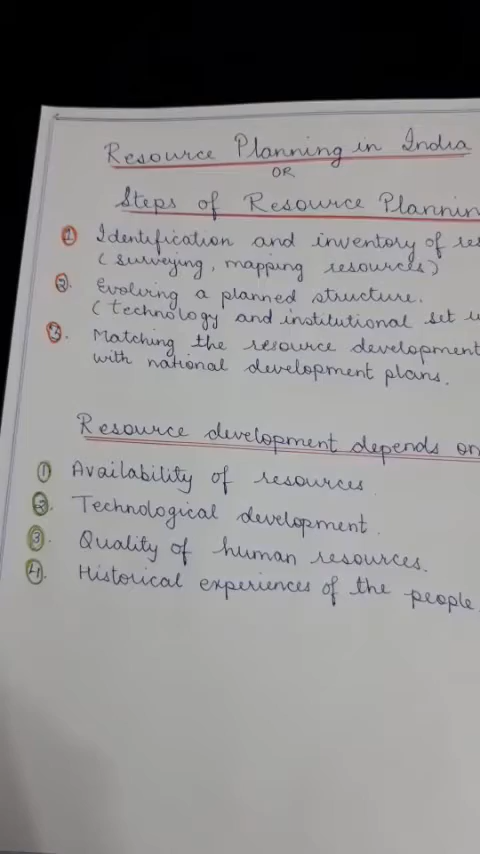 Resource Planning in India
OR
Steps of Resource Plannin
① Identification and inventory of res
(surveying, mapping resources)
②. Evolving a planned structure.
(technology and institutional set u
③. Matching the resource development
with national development plans.
Resource development depends on
① Availability of resources
②. Technological development.
③. Quality of human resources.
④. Historical experiences of the people.